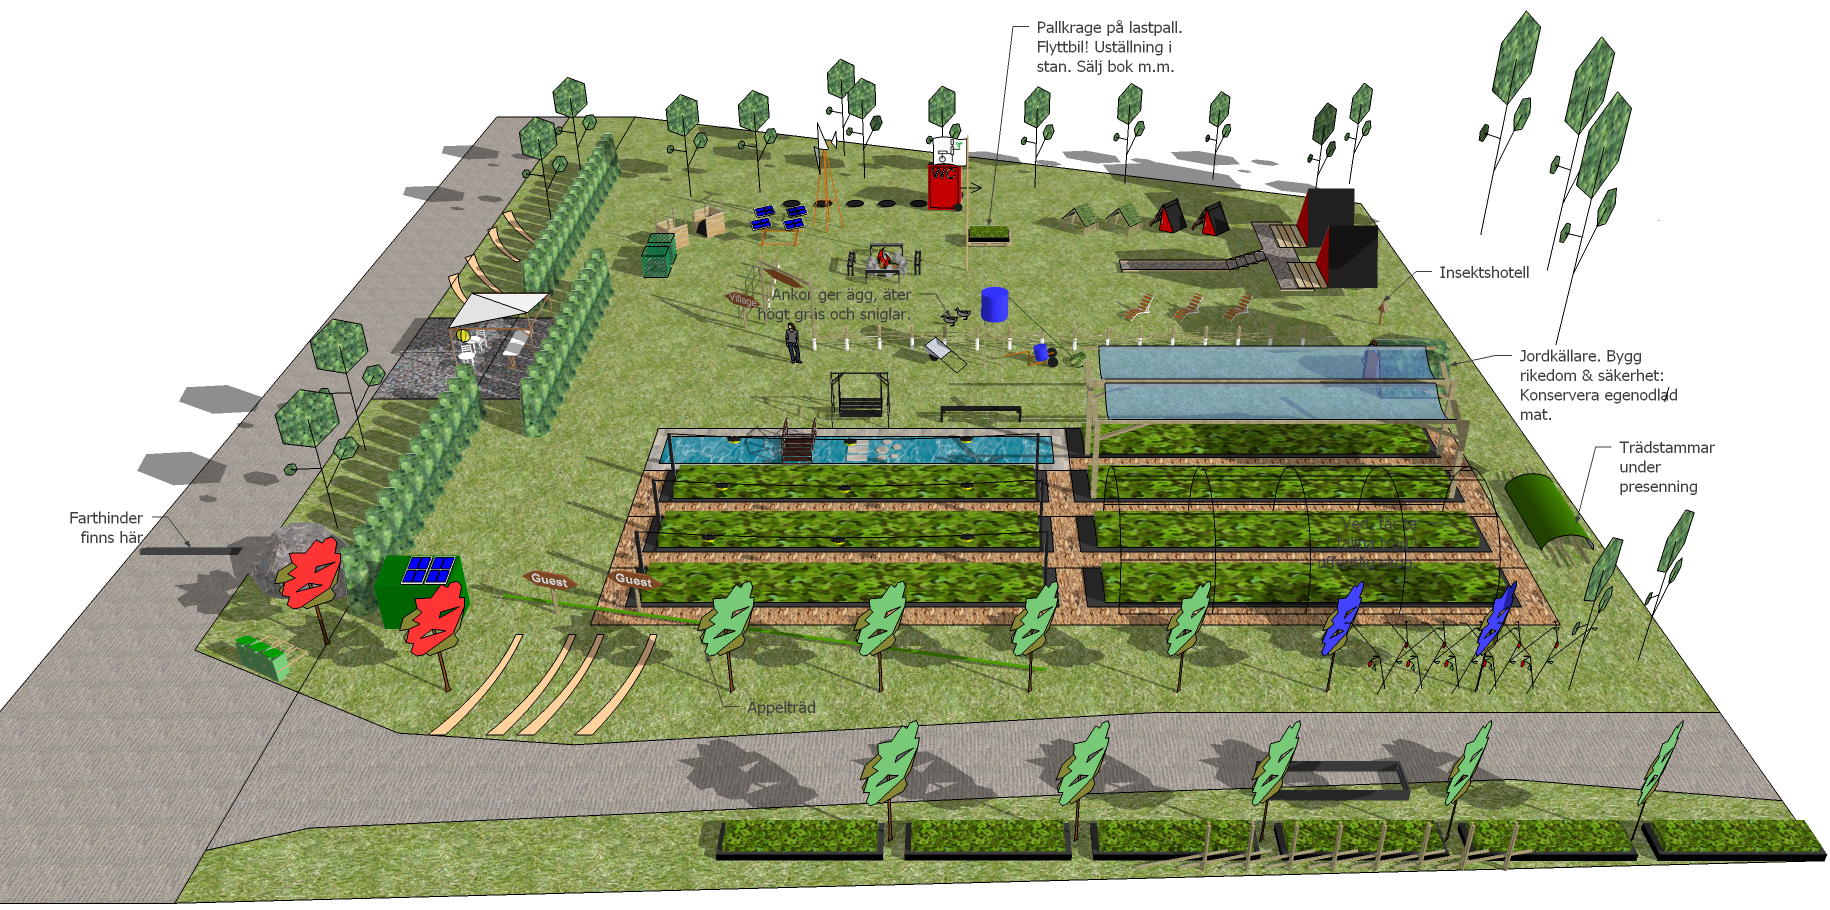 Pallkrage på lastpall.
Flyttbil! Uställning i
stan. Sälj bok m.m.
WC
Insektshotell
Village
Ankor ger ägg, äter
högt gräs och sniglar.
Jordkällare. Bygg
rikedom & säkerhet:
Konservera egenodlad
mat.
Trädstammar
under
presenning
Farthinder
finns här
Guest
Guest
Äppelträd